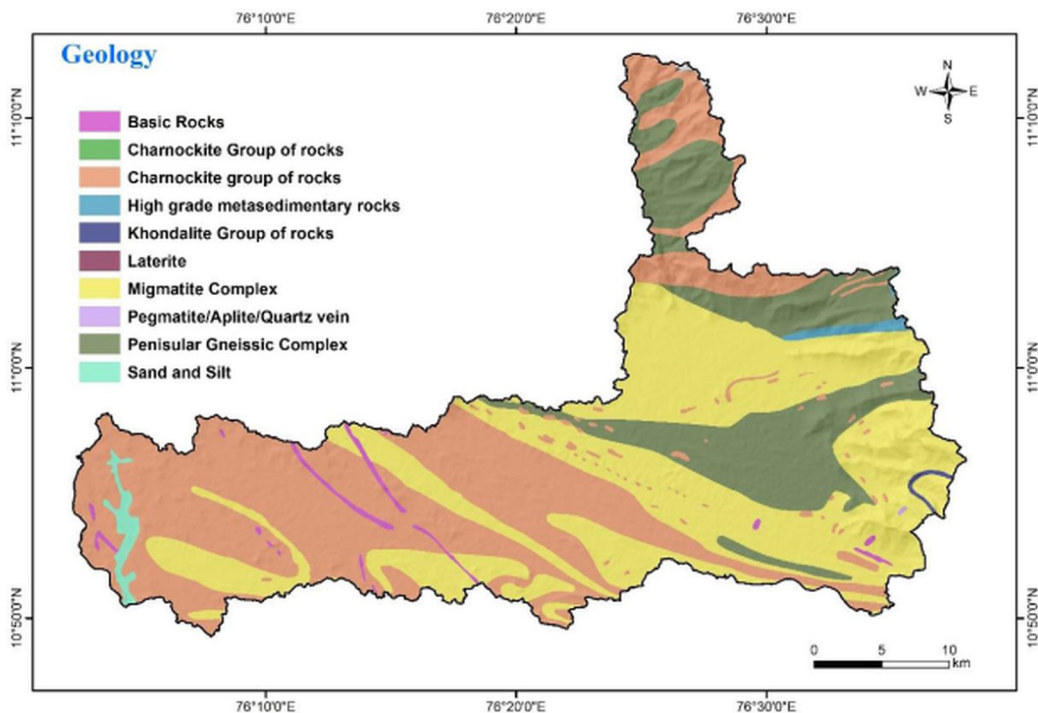 76°10'0"E 76°20'0"E 76°30'0"E
Geology
N
W E
S
11°10'0"N 11°10'0"N
Basic Rocks
Charnockite Group of rocks
Charnockite group of rocks
High grade metasedimentary rocks
Khondalite Group of rocks
Laterite
Migmatite Complex
Pegmatite/Aplite/Quartz vein
Penisular Gneissic Complex
Sand and Silt
11°0'0"N 11°0'0"N
10°50'0"N 10°50'0"N
0 5 10
km
76°10'0"E 76°20'0"E 76°30'0"E